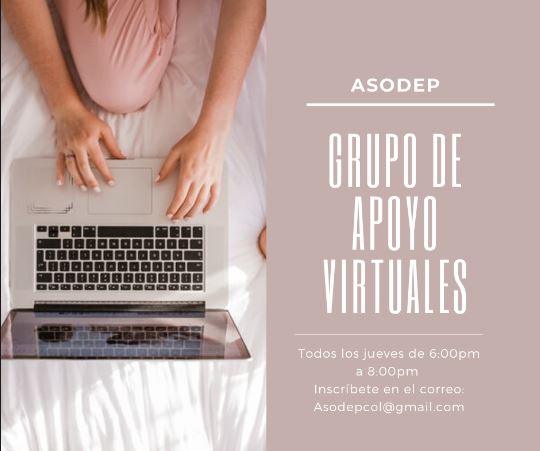 ASODEP
GRUPO DE
APOYO
VIRTUALES
Todos los jueves de 6:00pm
a 8:00pm
Inscríbete en el correo:
Asodepcol@gmail.com